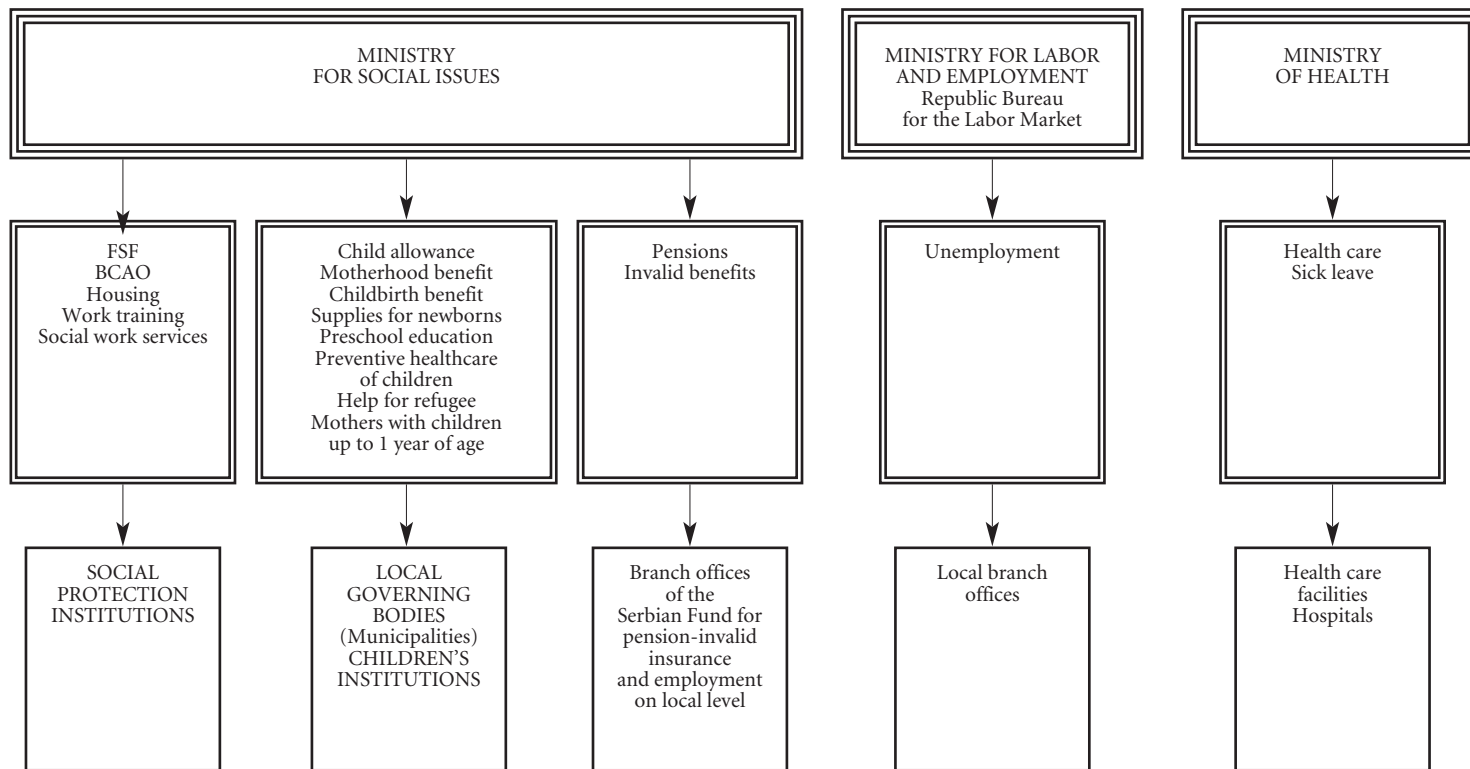 MINISTRY
FOR SOCIAL ISSUES
MINISTRY FOR LABOR
AND EMPLOYMENT
Republic Bureau
for the Labor Market
MINISTRY
OF HEALTH
FSF
BCAO
Housing
Work training
Social work services
Child allowance
Motherhood benefit
Childbirth benefit
Supplies for newborns
Preschool education
Preventive healthcare
of children
Help for refugee
Mothers with children
up to 1 year of age
Pensions
Invalid benefits
Unemployment
Health care
Sick leave
SOCIAL
PROTECTION
INSTITUTIONS
LOCAL
GOVERNING
BODIES
(Municipalities)
CHILDREN'S
INSTITUTIONS
Branch offices
of the
Serbian Fund for
pension-invalid
insurance
and employment
on local level
Local branch
offices
Health care
facilities
Hospitals